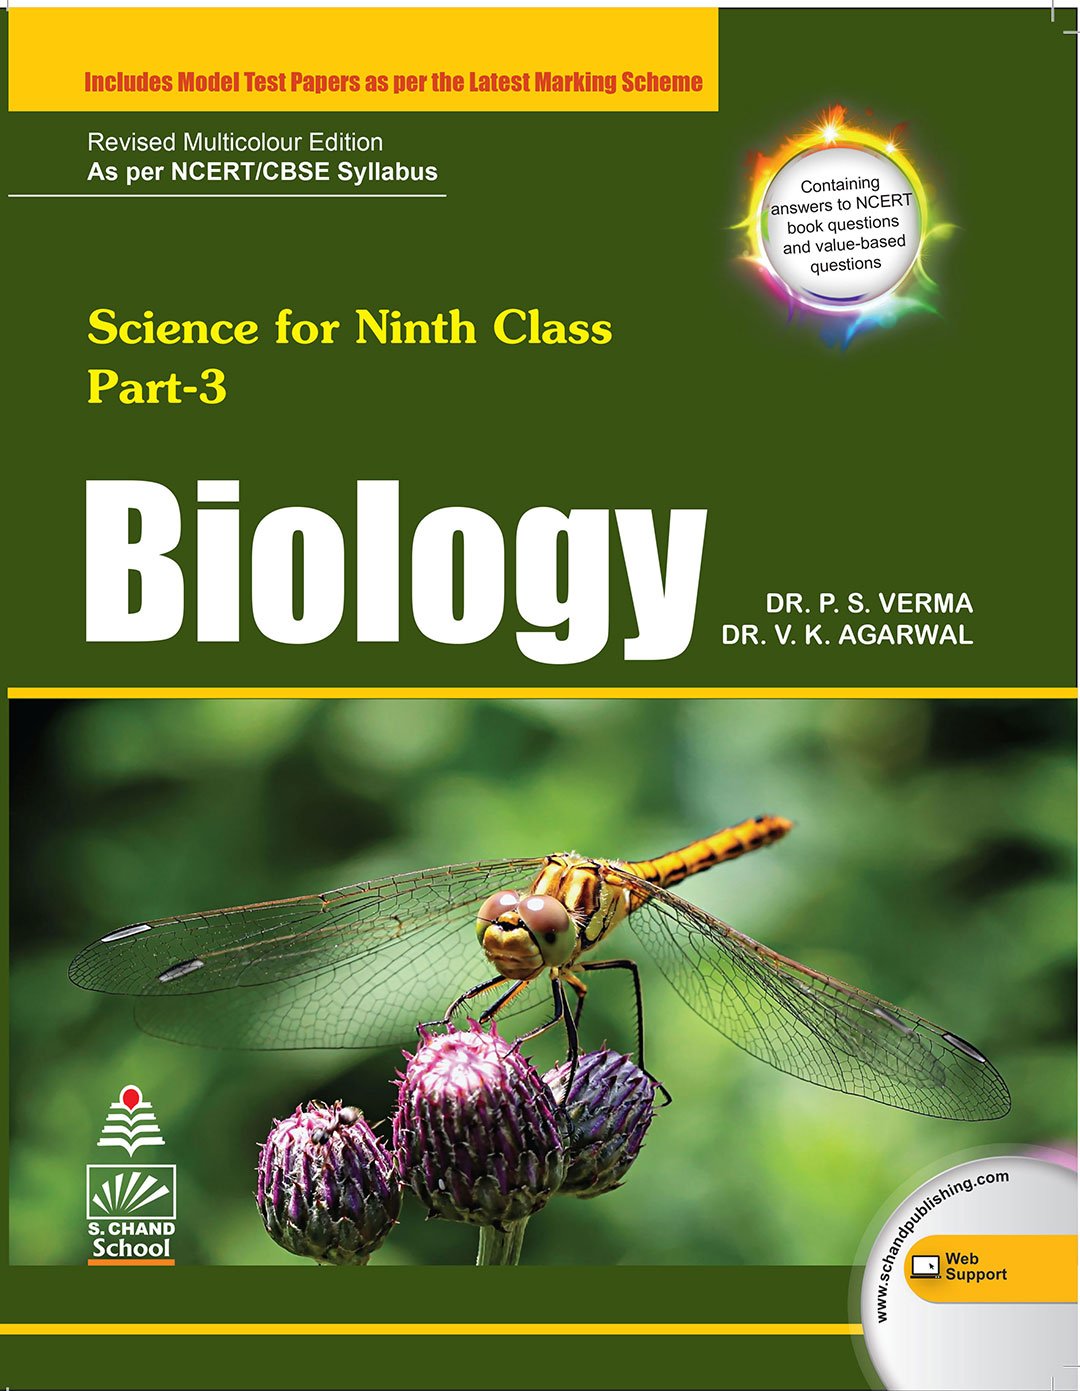 Includes Model Test Papers as per the Latest Marking Scheme
Revised Multicolour Edition
As per NCERT/CBSE Syllabus
Containing
answers to NCERT
book questions
and value-based
questions
Science for Ninth Class
Part-3
Biology
DR. P. S. VERMA
DR. V. K. AGARWAL
S. CHAND
School
www.schandpublishing.com
Web
Support